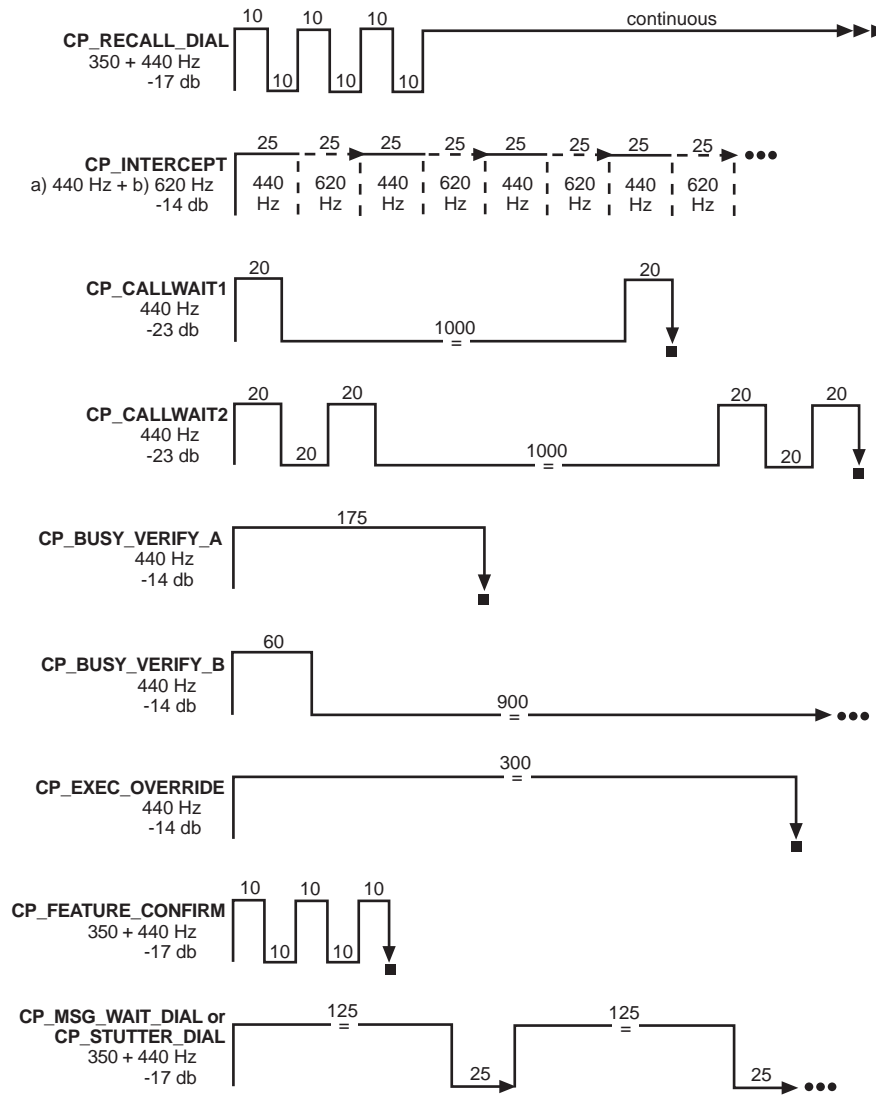 10 10 10 continuous
CP_RECALL_DIAL
350 + 440 Hz
-17 db
10 10 10
25 25 25 25 25 25 25 25
CP_INTERCEPT
a) 440 Hz + b) 620 Hz
-14 db
440 620 440 620 440 620 440 620
Hz Hz Hz Hz Hz Hz Hz Hz
20 20
CP_CALLWAIT1
440 Hz
-23 db
1000
=
20 20 20 20
CP_CALLWAIT2
440 Hz
-23 db
20 1000 20
=
175
CP_BUSY_VERIFY_A
440 Hz
-14 db
60
CP_BUSY_VERIFY_B
440 Hz
-14 db
900
=
300
=
CP_EXEC_OVERRIDE
440 Hz
-14 db
10 10 10
CP_FEATURE_CONFIRM
350 + 440 Hz
-17 db
10 10
125 125
= =
CP_MSG_WAIT_DIAL or
CP_STUTTER_DIAL
350 + 440 Hz
-17 db
25 25